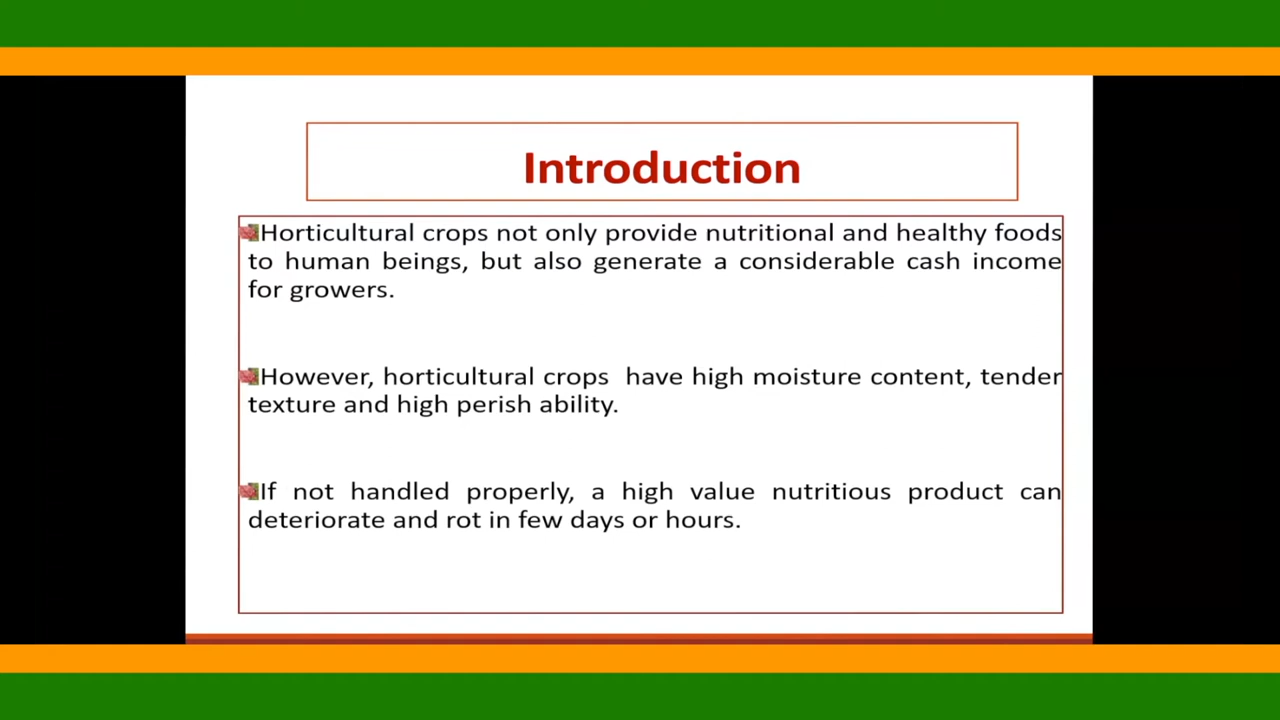 Introduction
Horticultural crops not only provide nutritional and healthy foods
to human beings, but also generate a considerable cash income
for growers.
However, horticultural crops have high moisture content, tender
texture and high perish ability.
If not handled properly, a high value nutritious product can
deteriorate and rot in few days or hours.